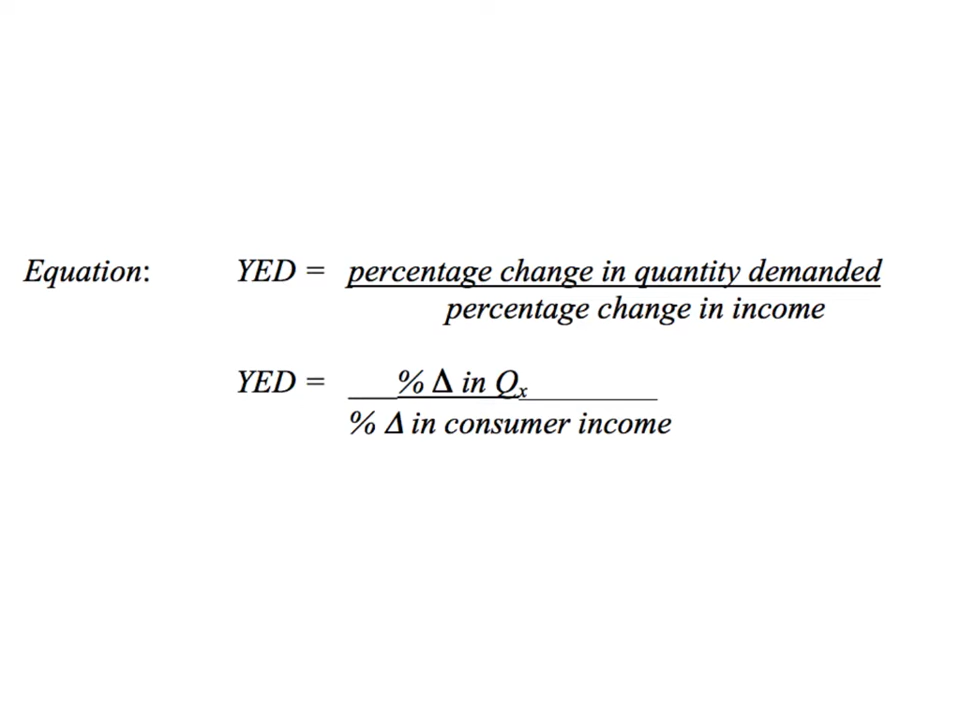 Equation: YED = percentage change in quantity demanded
percentage change in income
YED = % Δ in Qx
% Δ in consumer income